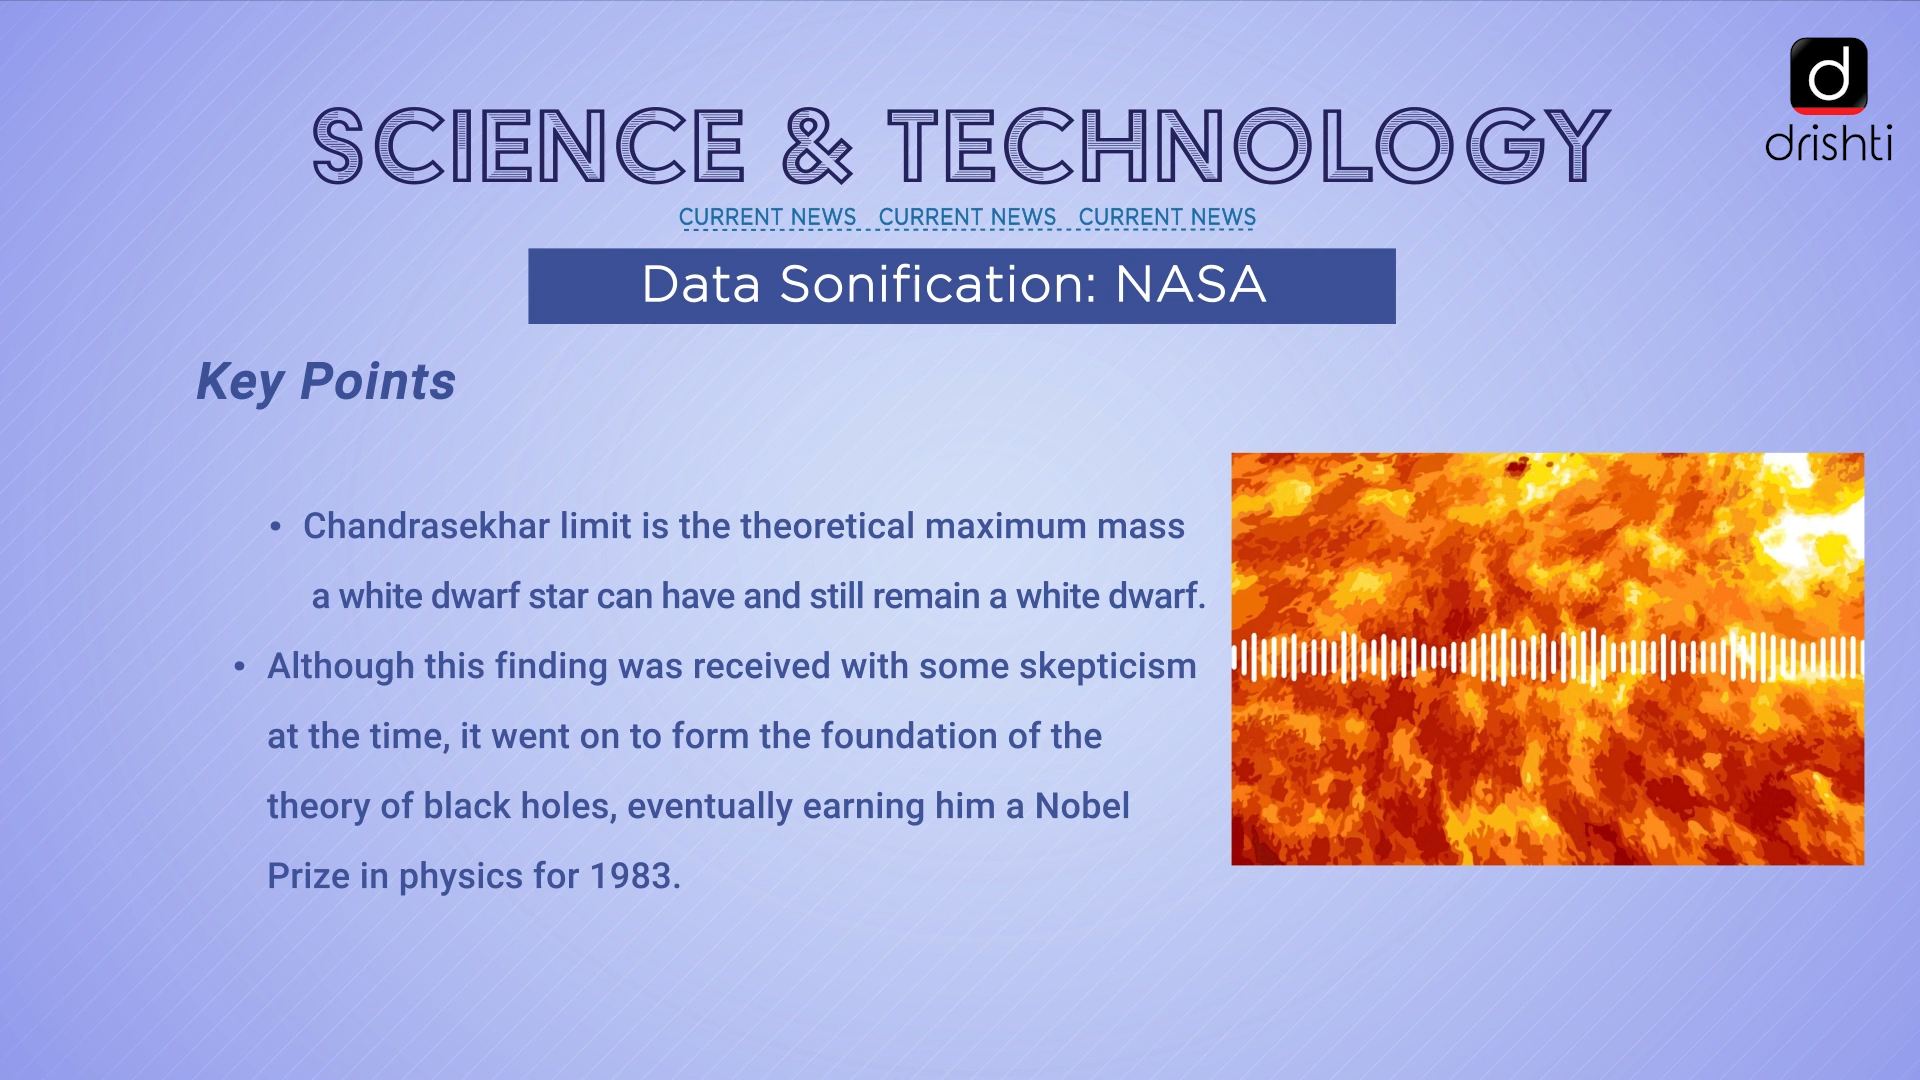 d
drishti
SCIENCE & TECHNOLOGY
CURRENT NEWS CURRENT NEWS CURRENT NEWS
Data Sonification: NASA
Key Points
• Chandrasekhar limit is the theoretical maximum mass
a white dwarf star can have and still remain a white dwarf.
• Although this finding was received with some skepticism
at the time, it went on to form the foundation of the
theory of black holes, eventually earning him a Nobel
Prize in physics for 1983.